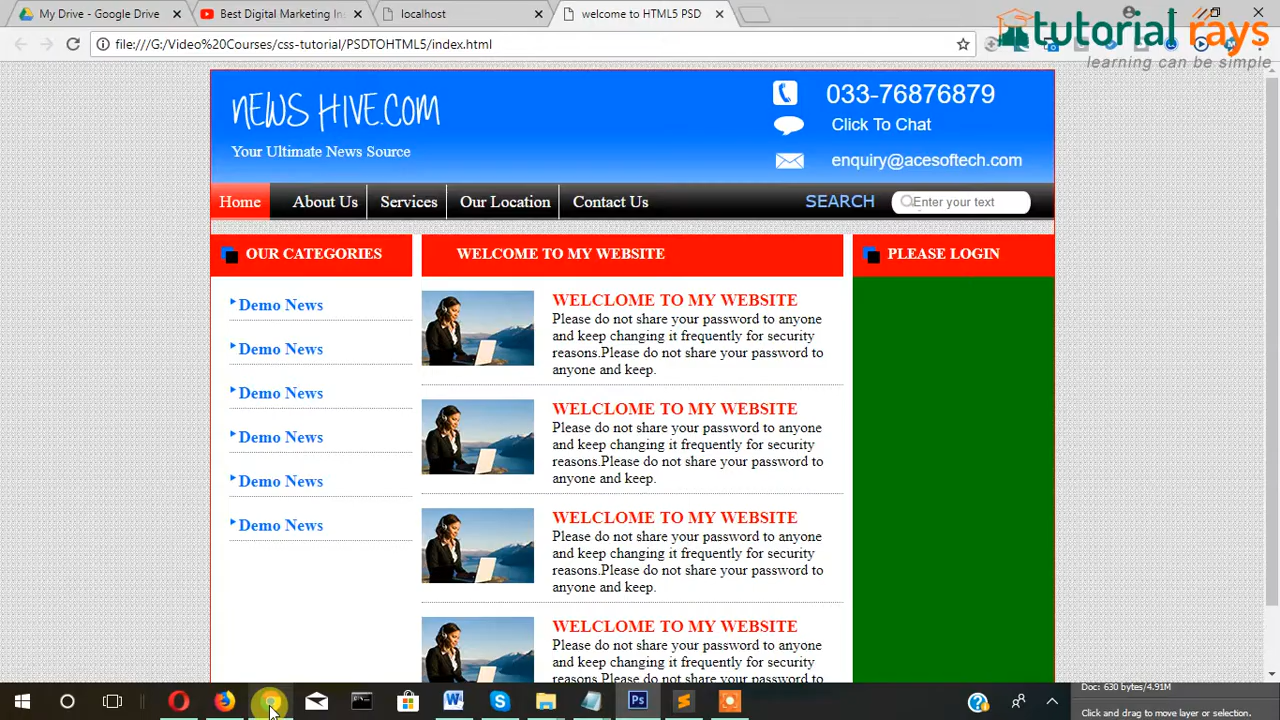 My Drive - Google Drive
Best Digital Marketing In
localhost
welcome to HTML5 PSD
tutorial rays
learning can be simple
file:///G:/Video%20Courses/css-tutorial/PSDTOHTML5/index.html
NEWS HIVE.COM
Your Ultimate News Source
033-76876879
Click To Chat
enquiry@acesoftech.com
Home About Us Services Our Location Contact Us SEARCH Enter your text
OUR CATEGORIES
Demo News
Demo News
Demo News
Demo News
Demo News
Demo News
WELCOME TO MY WEBSITE
WELCLOME TO MY WEBSITE
Please do not share your password to anyone
and keep changing it frequently for security
reasons.Please do not share your password to
anyone and keep.
WELCLOME TO MY WEBSITE
Please do not share your password to anyone
and keep changing it frequently for security
reasons.Please do not share your password to
anyone and keep.
WELCLOME TO MY WEBSITE
Please do not share your password to anyone
and keep changing it frequently for security
reasons.Please do not share your password to
anyone and keep.
WELCLOME TO MY WEBSITE
Please do not share your password to anyone
and keep changing it frequently for security
reasons.Please do not share your password to
PLEASE LOGIN
Ps
Doc: 630 bytes/4.91M
Click and drag to move layer or selection.